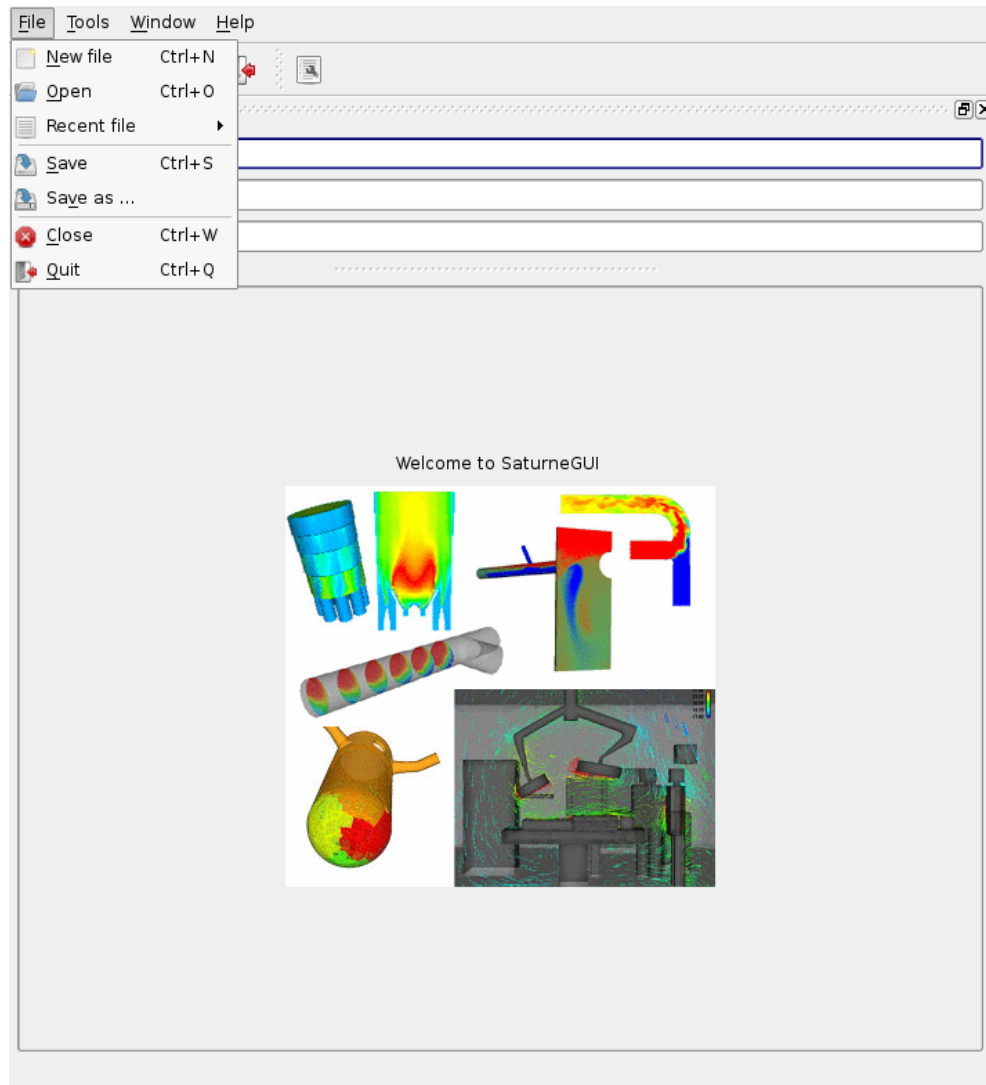 File Tools Window Help
New file Ctrl+N
Open Ctrl+O
Recent file
Save Ctrl+S
Save as ...
Close Ctrl+W
Quit Ctrl+Q
Welcome to SaturneGUI